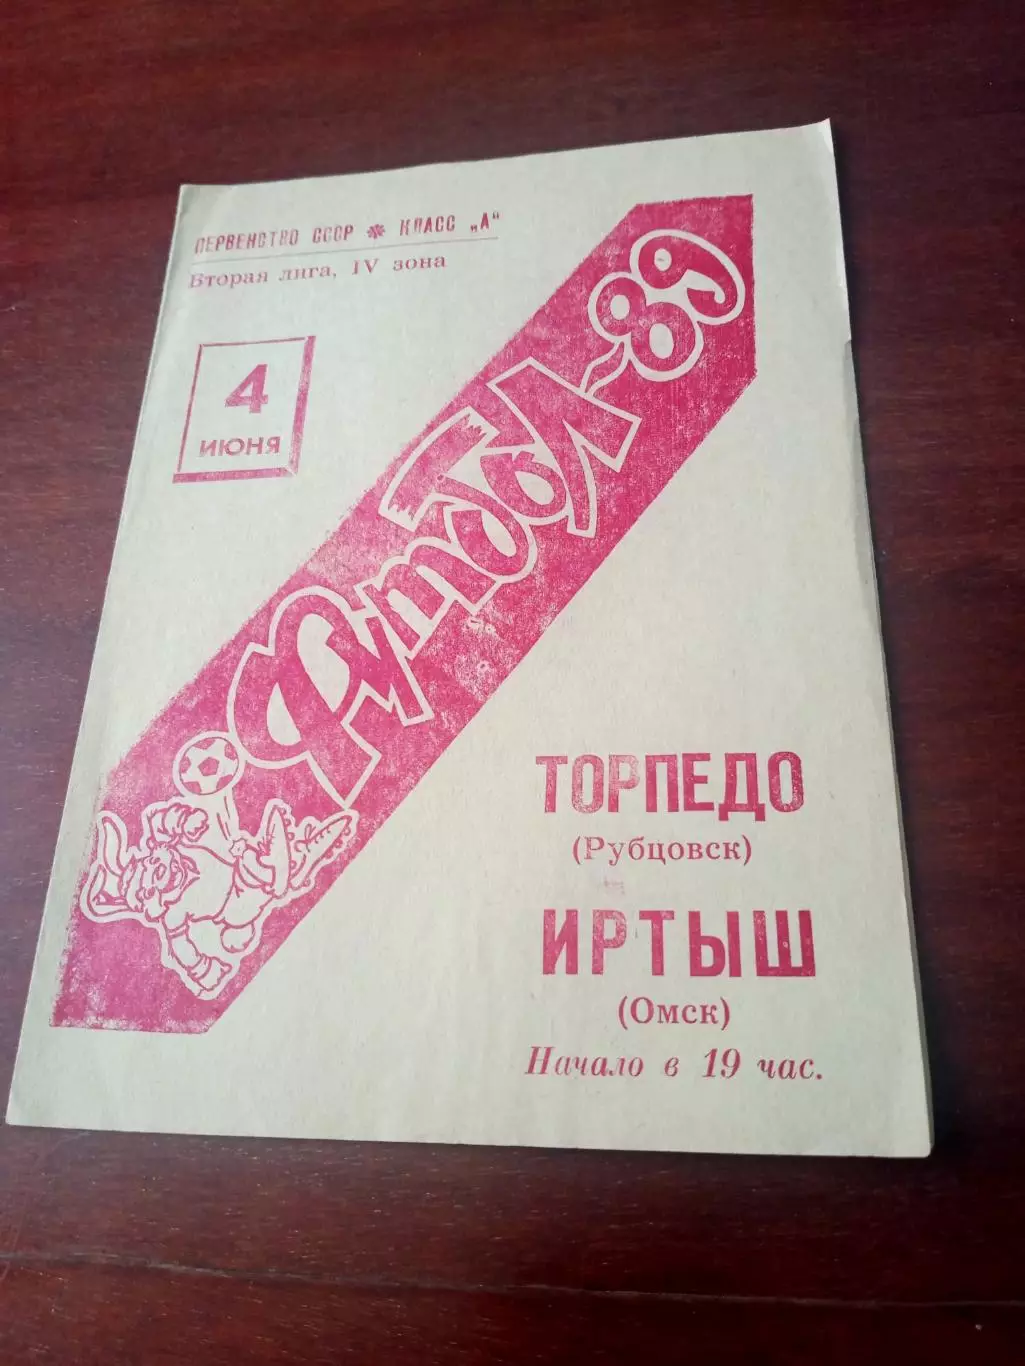 ПЕРВЕНСТВО СССР * КЛАСС „А“
Вторая лига, IV зона
4
ИЮНЯ
Футбол-89
ТОРПЕДО
(Рубцовск)
ИРТЫШ
(Омск)
Начало в 19 час.